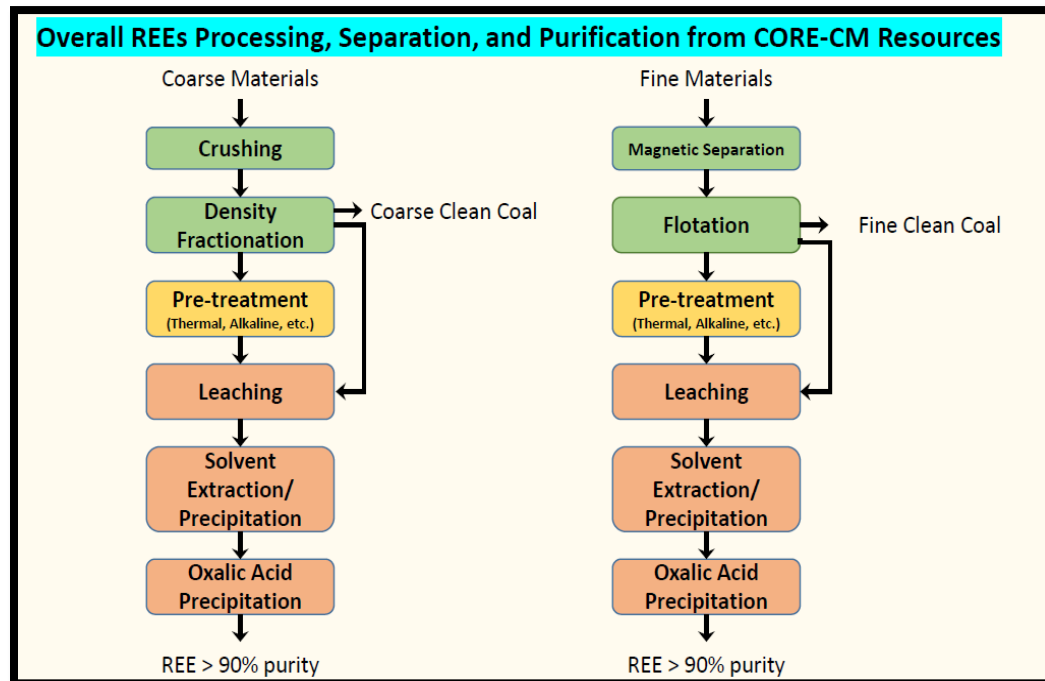 Overall REEs Processing, Separation, and Purification from CORE-CM Resources
Coarse Materials
Crushing
Density
Fractionation
Coarse Clean Coal
Pre-treatment
(Thermal, Alkaline, etc.)
Leaching
Solvent
Extraction/
Precipitation
Oxalic Acid
Precipitation
REE > 90% purity
Fine Materials
Magnetic Separation
Flotation
Fine Clean Coal
Pre-treatment
(Thermal, Alkaline, etc.)
Leaching
Solvent
Extraction/
Precipitation
Oxalic Acid
Precipitation
REE > 90% purity